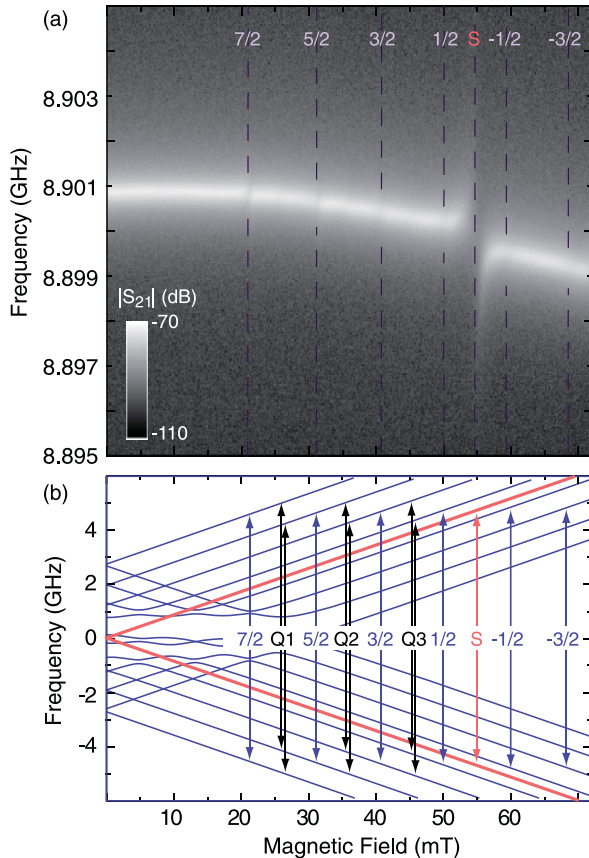 (a)
7/2 5/2 3/2 1/2 S -1/2 -3/2
8.903
8.901
8.899
8.897
8.895
Frequency (GHz)
|S21| (dB)
-70
-110
(b)
4
2
0
-2
-4
Frequency (GHz)
7/2 Q1 5/2 Q2 3/2 Q3 1/2 S -1/2 -3/2
0 10 20 30 40 50 60
Magnetic Field (mT)